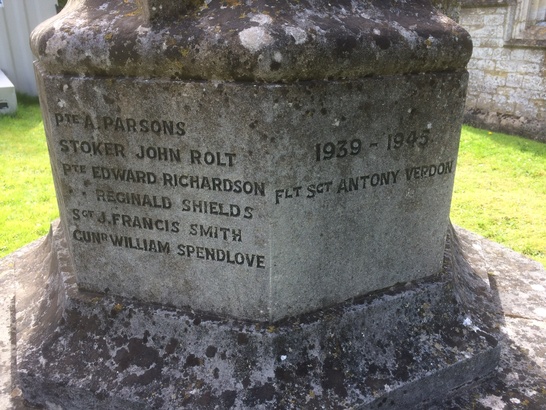 PTE A. PARSONS
STOKER JOHN ROLT
PTE EDWARD RICHARDSON
REGINALD SHIELDS
SGT J. FRANCIS SMITH
GUNR WILLIAM SPENDLOVE
1939 - 1945
FLT SGT ANTONY VERDON